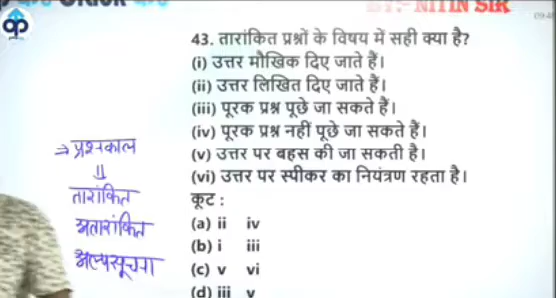 BY:- NITIN SIR
43. तारांकित प्रश्नों के विषय में सही क्या है?
(i) उत्तर मौखिक दिए जाते हैं।
(ii) उत्तर लिखित दिए जाते हैं।
(iii) पूरक प्रश्न पूछे जा सकते हैं।
(iv) पूरक प्रश्न नहीं पूछे जा सकते हैं।
(v) उत्तर पर बहस की जा सकती है।
(vi) उत्तर पर स्पीकर का नियंत्रण रहता है।
कूट :
(a) ii iv
(b) i iii
(c) v vi
(d) iii v
⇒ प्रश्नकाल
तारांकित
अतारांकित
अल्पसूचना